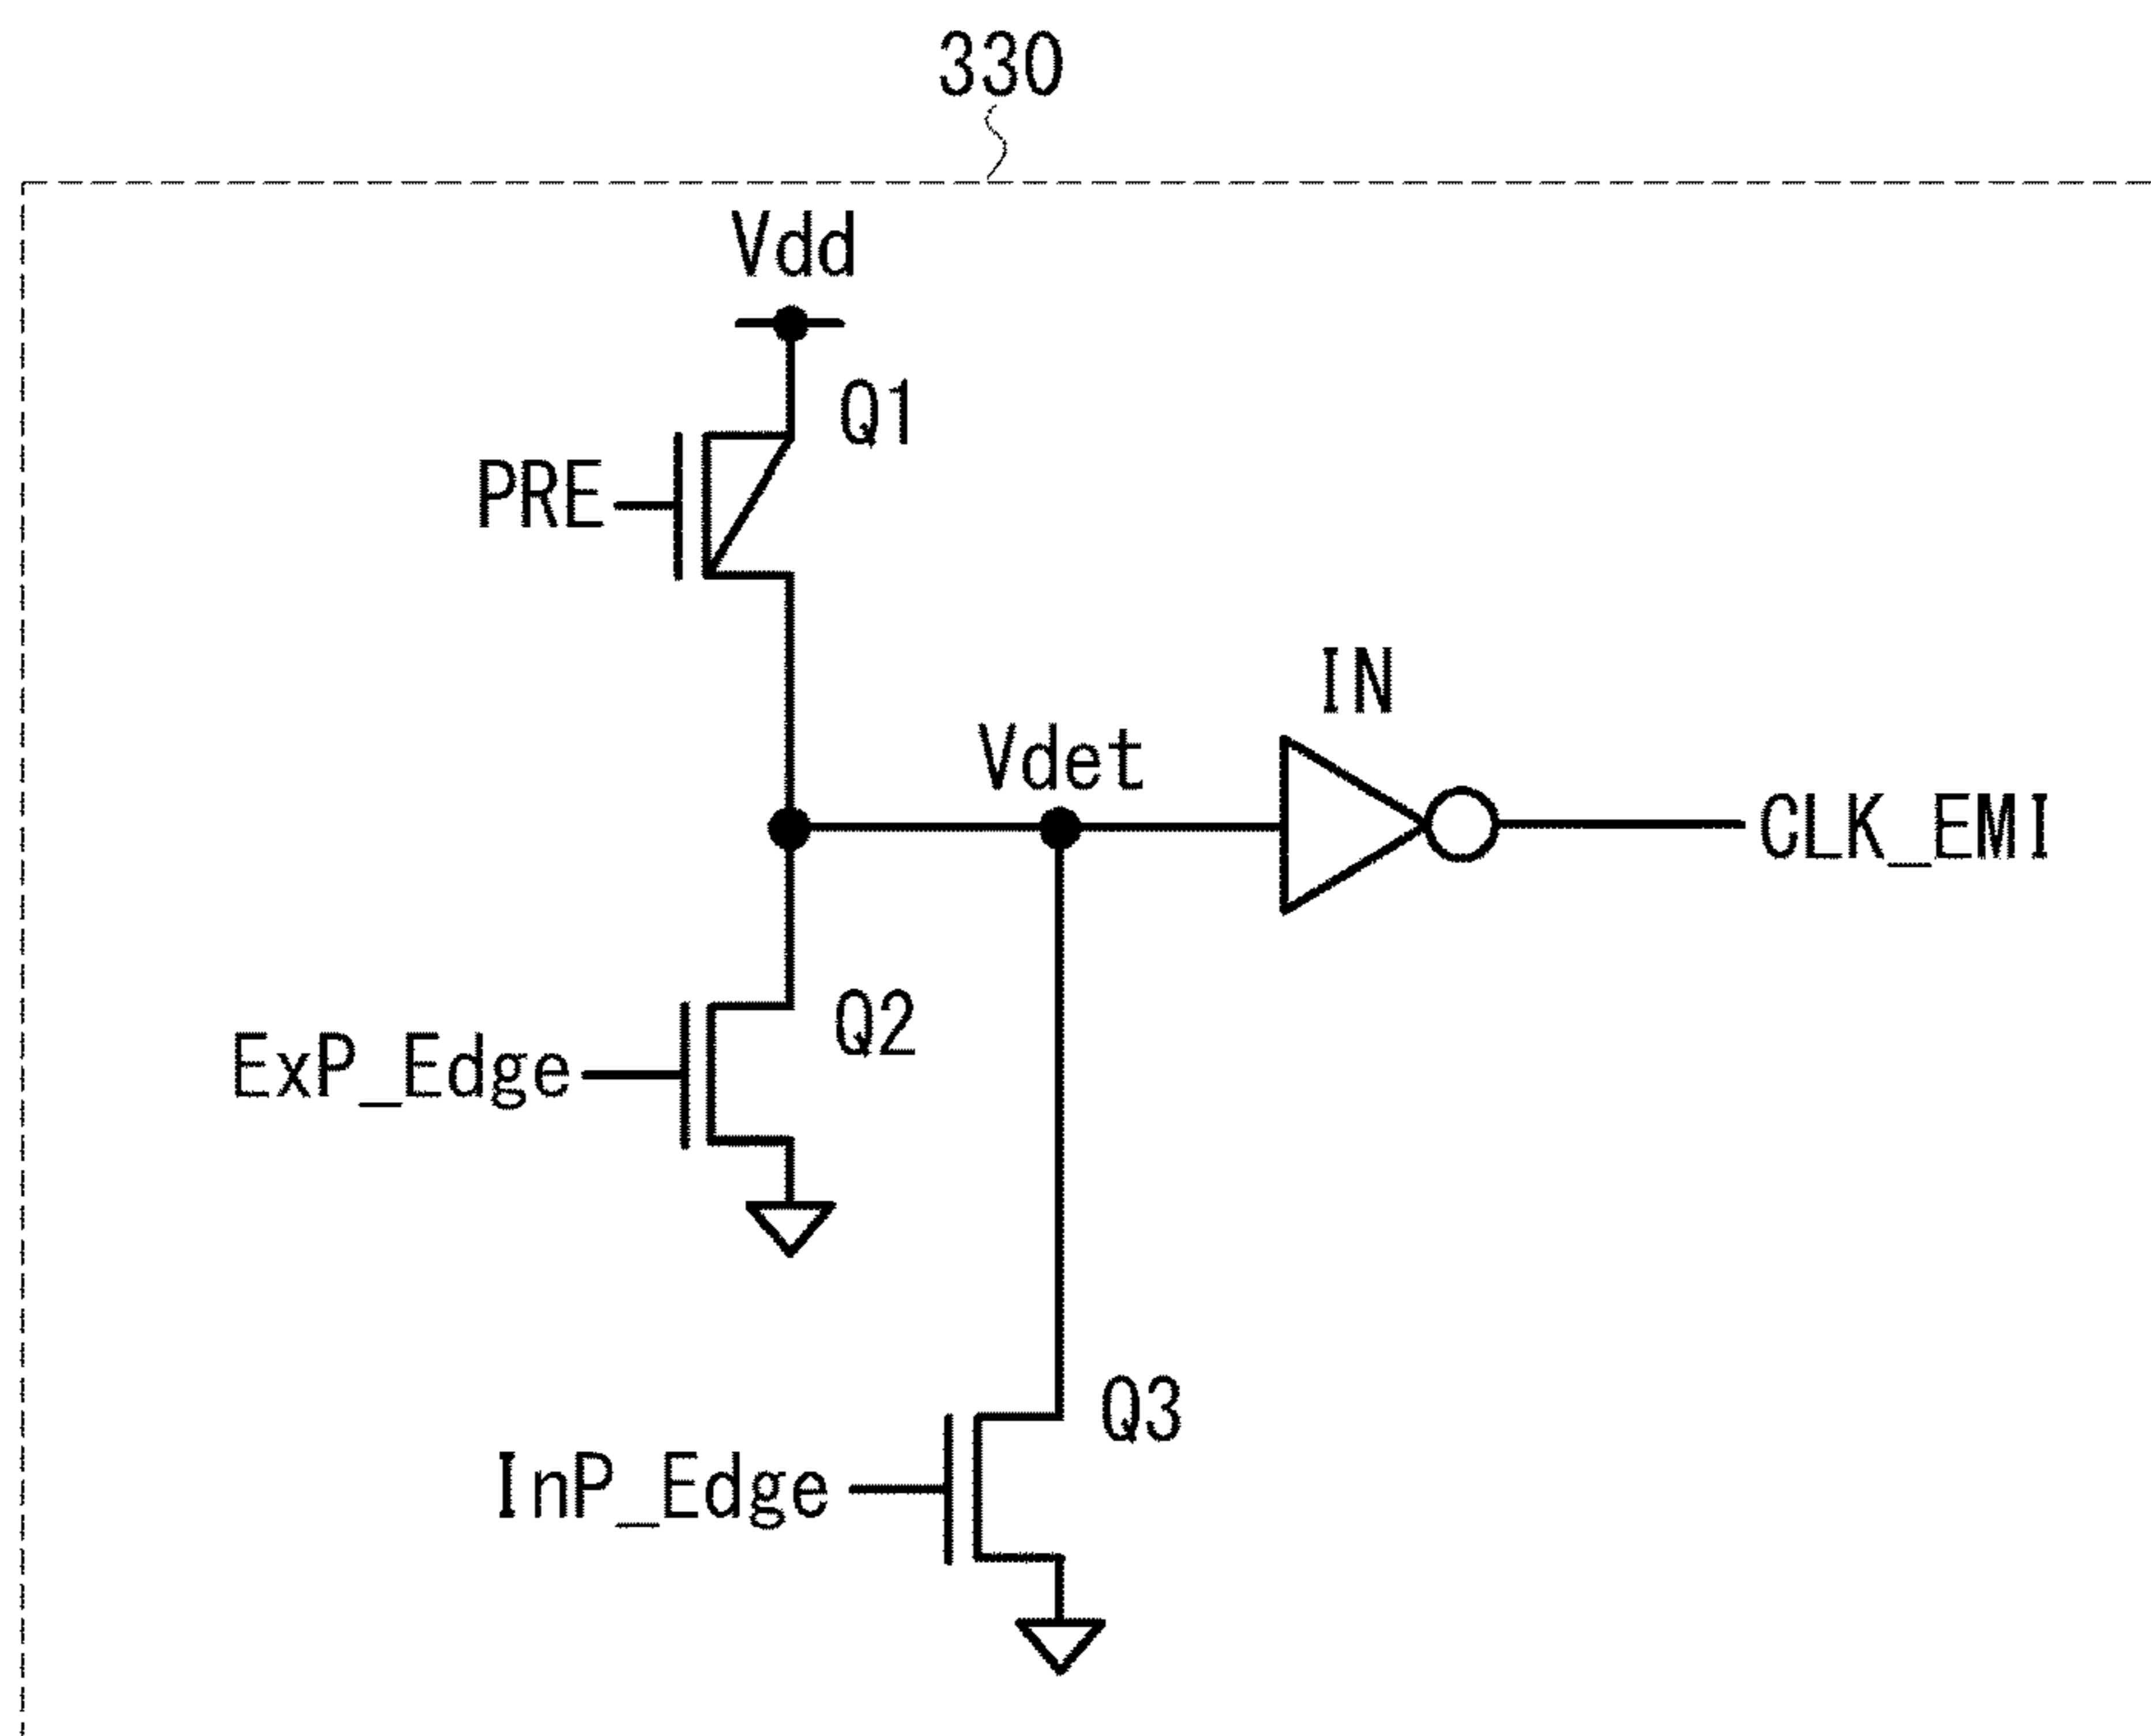 330
Vdd
Q1
PRE
IN
Vdet
CLK_EMI
Q2
ExP_Edge
Q3
InP_Edge